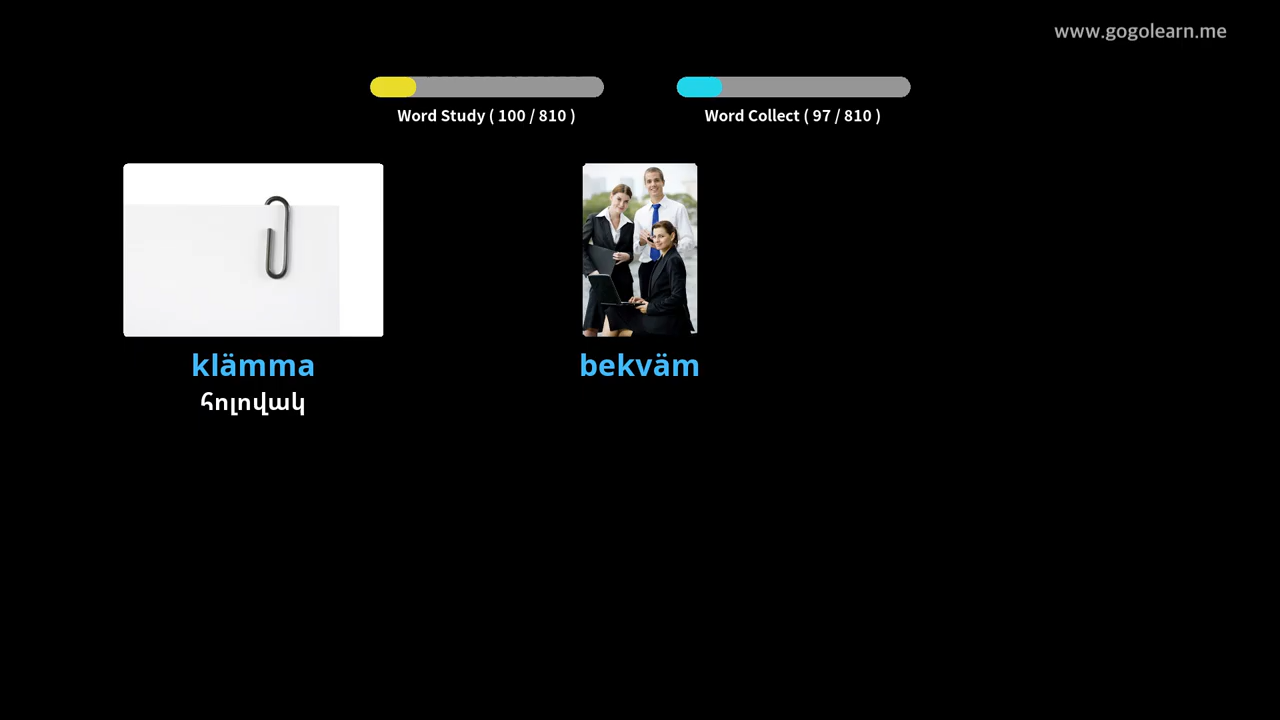 www.gogolearn.me
Word Study ( 100 / 810 )
Word Collect ( 97 / 810 )
klämma
հոլովակ
bekväm